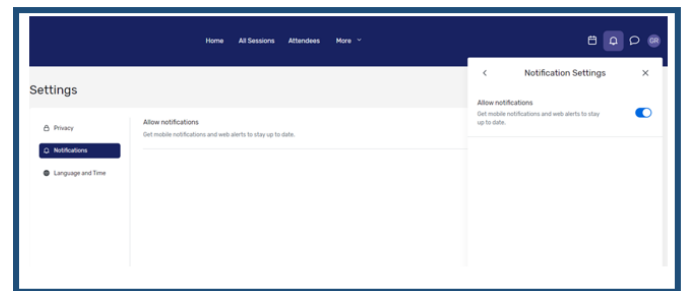 Home All Sessions Attendees More
GR
Settings
Privacy
Notifications
Language and Time
Allow notifications
Get mobile notifications and web alerts to stay up to date.
Notification Settings
Allow notifications
Get mobile notifications and web alerts to stay
up to date.